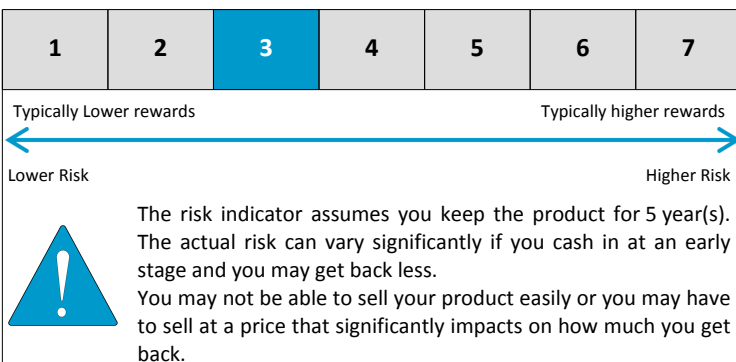 1 2 3 4 5 6 7
Typically Lower rewards Typically higher rewards
Lower Risk Higher Risk
The risk indicator assumes you keep the product for 5 year(s).
The actual risk can vary significantly if you cash in at an early
stage and you may get back less.
You may not be able to sell your product easily or you may have
to sell at a price that significantly impacts on how much you get
back.